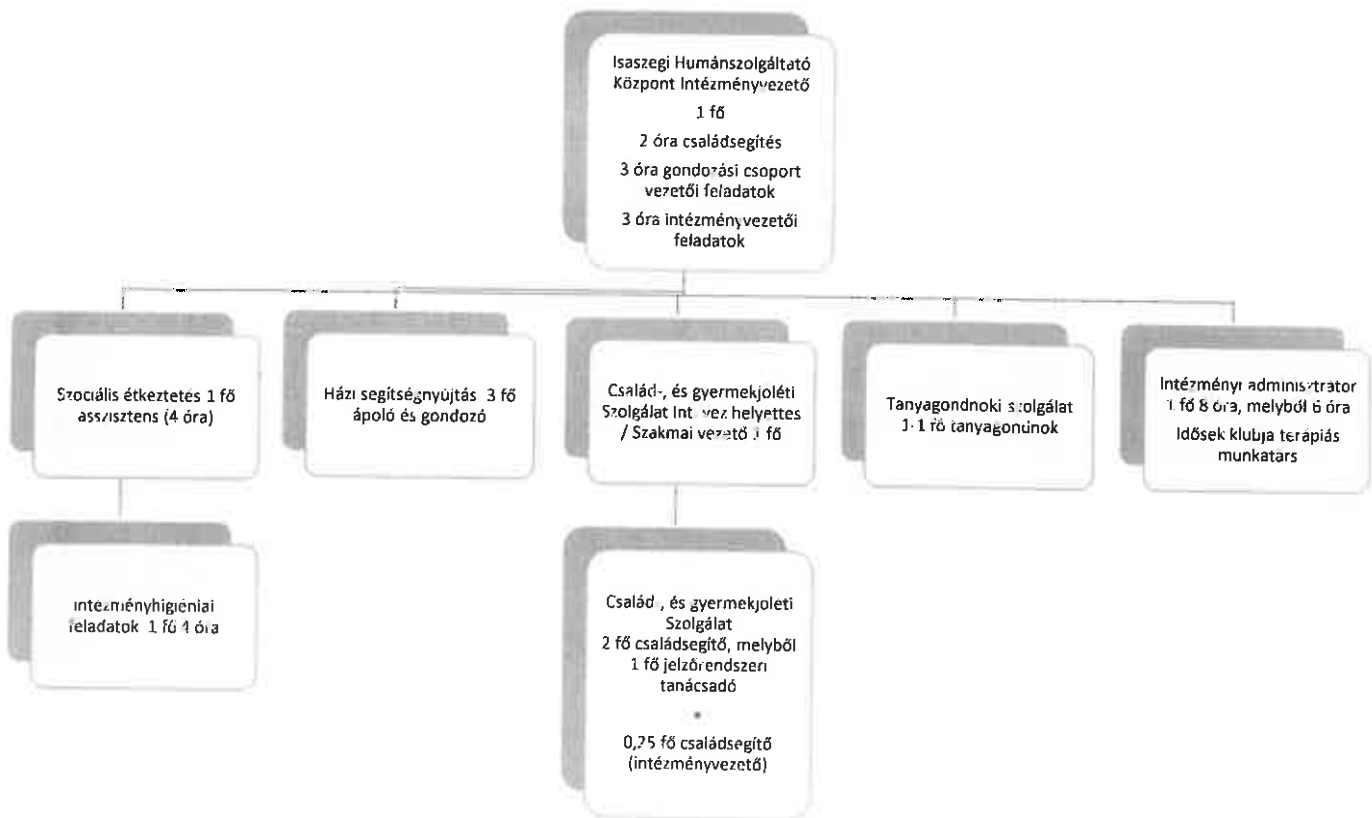 Isaszegi Humánszolgáltató
Központ Intézményvezető
1 fő
2 óra családsegítés
3 óra gondozási csoport
vezetői feladatok
3 óra intézményvezetői
feladatok
Szociális étkeztetés 1 fő
asszisztens (4 óra)
Házi segítségnyújtás 3 fő
ápoló és gondozó
Család-, és gyermekjoléti
Szolgálat Int vez helyettes
/ Szakmai vezető 1 fő
Tanyagondnoki szolgálat
1-1 fő tanyagondnok
Intézményi adminisztrátor
1 fő 8 óra, melyből 6 óra
Idősek klubja terápiás
munkatárs
Intézményhigiéniai
feladatok 1 fő 4 óra
Család-, és gyermekjoleti
Szolgálat
2 fő családsegítő, melyből
1 fő jelzőrendszeri
tanácsadó
0,25 fő családsegítő
(intézményvezető)